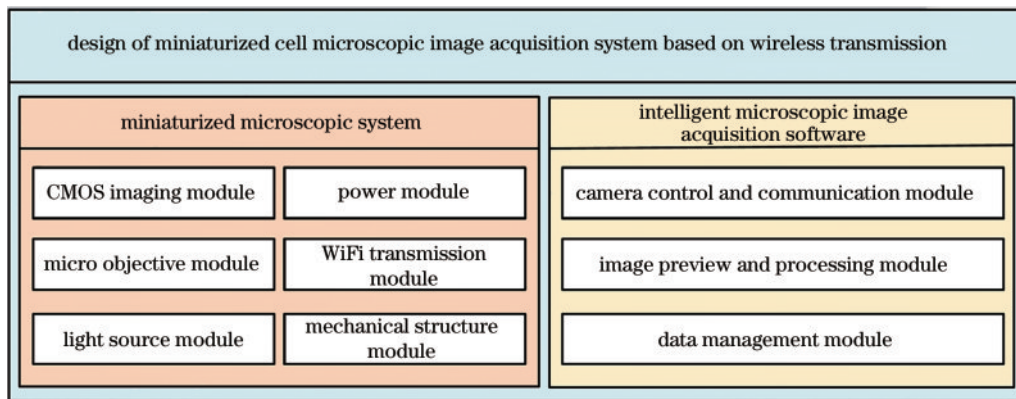 design of miniaturized cell microscopic image acquisition system based on wireless transmission
miniaturized microscopic system
CMOS imaging module
power module
micro objective module
WiFi transmission
module
light source module
mechanical structure
module
intelligent microscopic image
acquisition software
camera control and communication module
image preview and processing module
data management module